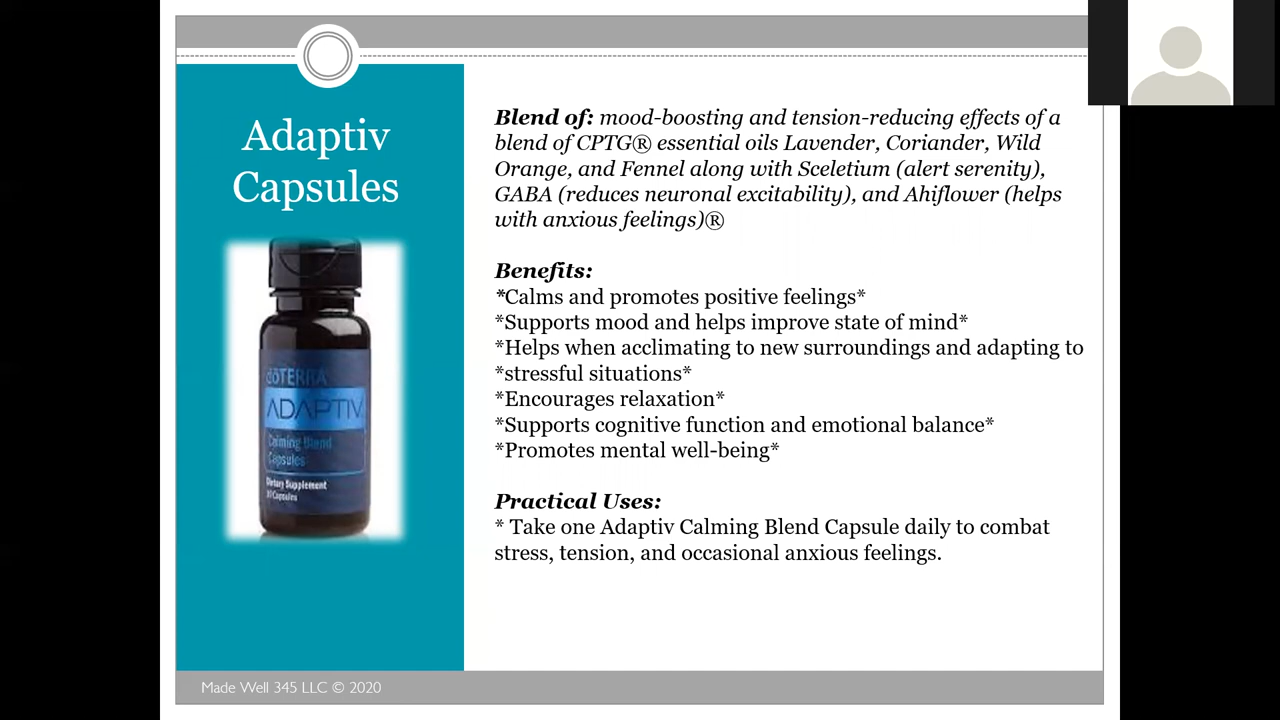 Adaptiv
Capsules
dōTERRA
ADAPTIV
Calming Blend
Capsules
Dietary Supplement
Capsules
Blend of: mood-boosting and tension-reducing effects of a
blend of CPTG® essential oils Lavender, Coriander, Wild
Orange, and Fennel along with Sceletium (alert serenity),
GABA (reduces neuronal excitability), and Ahiflower (helps
with anxious feelings)®
Benefits:
*Calms and promotes positive feelings*
*Supports mood and helps improve state of mind*
*Helps when acclimating to new surroundings and adapting to
*stressful situations*
*Encourages relaxation*
*Supports cognitive function and emotional balance*
*Promotes mental well-being*
Practical Uses:
* Take one Adaptiv Calming Blend Capsule daily to combat
stress, tension, and occasional anxious feelings.
Made Well 345 LLC © 2020